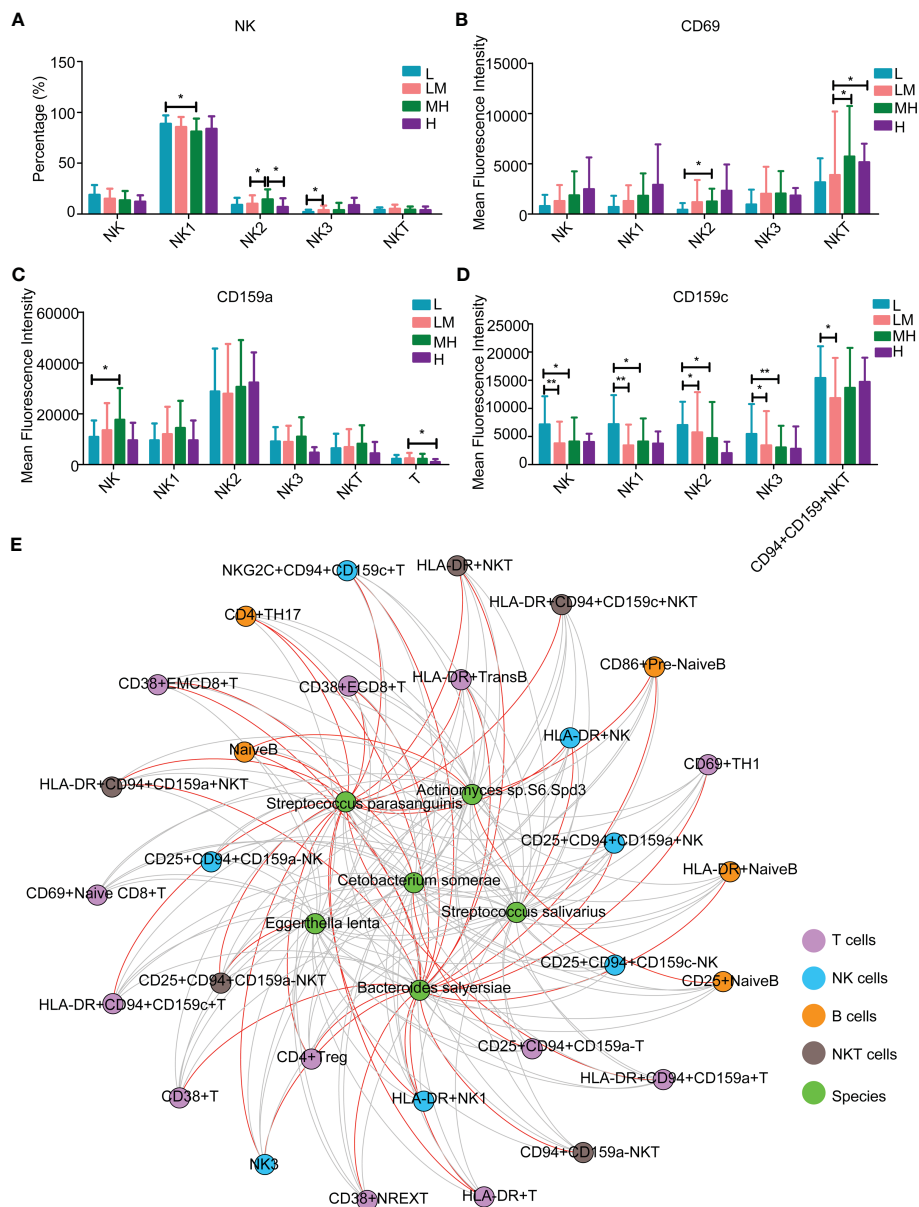 A
NK
Percentage (%)
150
100
50
0
NK
NK1
NK2
NK3
NKT
*
*
*
*
L
LM
MH
H
B
CD69
Mean Fluorescence Intensity
15000
10000
5000
0
NK
NK1
NK2
NK3
NKT
*
*
*
L
LM
MH
H
C
CD159a
Mean Fluorescence Intensity
60000
40000
20000
0
NK
NK1
NK2
NK3
NKT
T
*
*
L
LM
MH
H
D
CD159c
Mean Fluorescence Intensity
25000
20000
15000
10000
5000
0
NK
NK1
NK2
NK3
CD94+CD159+NKT
*
**
*
**
*
*
**
*
*
L
LM
MH
H
E
NKG2C+CD94+CD159c+T
HLA-DR+NKT
HLA-DR+CD94+CD159c+NKT
CD4+TH17
CD86+Pre-NaiveB
CD38+EMCD8+T
CD38+ECD8+T
HLA-DR+TransB
HLA-DR+NK
NaiveB
CD69+TH1
HLA-DR+CD94+CD159a+NKT
Streptococcus parasanguinis
Actinomyces sp.S6.Spd3
CD25+CD94+CD159a+NK
CD25+CD94+CD159a-NK
HLA-DR+NaiveB
Cetobacterium somerae
CD69+Naive CD8+T
Eggerthella lenta
Streptococcus salivarius
CD25+CD94+CD159c-NK
CD25+CD94+CD159a-NKT
CD25+NaiveB
Bacteroides salyersiae
HLA-DR+CD94+CD159c+T
CD4+Treg
CD25+CD94+CD159a-T
HLA-DR+CD94+CD159a+T
CD38+T
HLA-DR+NK1
CD94+CD159a-NKT
NK3
CD38+NREXT
HLA-DR+T
T cells
NK cells
B cells
NKT cells
Species